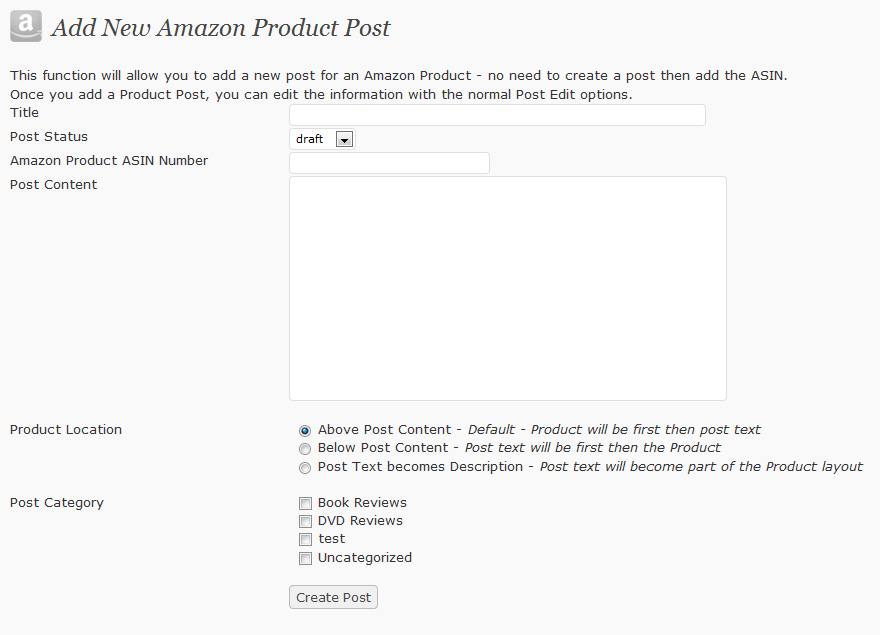 a
Add New Amazon Product Post
This function will allow you to add a new post for an Amazon Product - no need to create a post then add the ASIN.
Once you add a Product Post, you can edit the information with the normal Post Edit options.
Title
Post Status
draft
Amazon Product ASIN Number
Post Content
Product Location
Above Post Content - Default - Product will be first then post text
Below Post Content - Post text will be first then the Product
Post Text becomes Description - Post text will become part of the Product layout
Post Category
Book Reviews
DVD Reviews
test
Uncategorized
Create Post